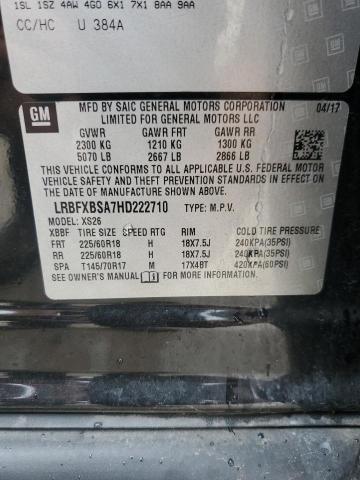 1SL 1SZ 4AW 4G0 6X1 7X1 8AA 9AA
CC/HC U 384A
GM
MFD BY SAIC GENERAL MOTORS CORPORATION 04/17
LIMITED FOR GENERAL MOTORS LLC
GVWR GAWR FRT GAWR RR
2300 KG 1210 KG 1300 KG
5070 LB 2667 LB 2866 LB
THIS VEHICLE CONFORMS TO ALL APPLICABLE U.S. FEDERAL
MOTOR VEHICLE SAFETY, BUMPER, AND THEFT PREVENTION
STANDARDS IN EFFECT ON THE DATE OF MANUFACTURE
SHOWN ABOVE.
LRBFXBSA7HD222710 TYPE: M.P.V.
MODEL: XS26
XBBF TIRE SIZE SPEED RTG RIM COLD TIRE PRESSURE
FRT 225/60R18 H 18X7.5J 240KPA(35PSI)
RR 225/60R18 H 18X7.5J 240KPA(35PSI)
SPA T145/70R17 M 17X4BT 420KPA(60PSI)
SEE OWNER'S MANUAL FOR MORE INFORMATION.